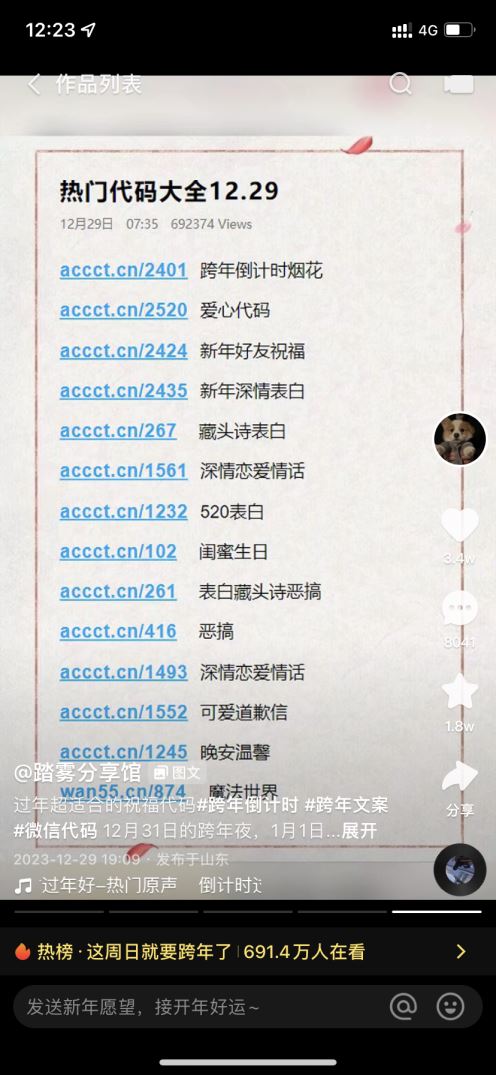 12:23
4G
作品列表
热门代码大全12.29
12月29日 07:35 692374 Views
accct.cn/2401 跨年倒计时烟花
accct.cn/2520 爱心代码
accct.cn/2424 新年好友祝福
accct.cn/2435 新年深情表白
accct.cn/267 藏头诗表白
accct.cn/1561 深情恋爱情话
accct.cn/1232 520表白
accct.cn/102 闺蜜生日
accct.cn/261 表白藏头诗恶搞
accct.cn/416 恶搞
accct.cn/1493 深情恋爱情话
accct.cn/1552 可爱道歉信
accct.cn/1245 晚安温馨
wan55.cn/874 魔法世界
3.4w
8041
1.8w
分享
@踏雾分享馆 图文
过年超适合的祝福代码#跨年倒计时 #跨年文案
#微信代码 12月31日的跨年夜，1月1日...展开
2023-12-29 19:09 · 发布于山东
过年好-热门原声 倒计时
热榜 · 这周日就要跨年了 | 691.4万人在看
发送新年愿望，接开年好运~